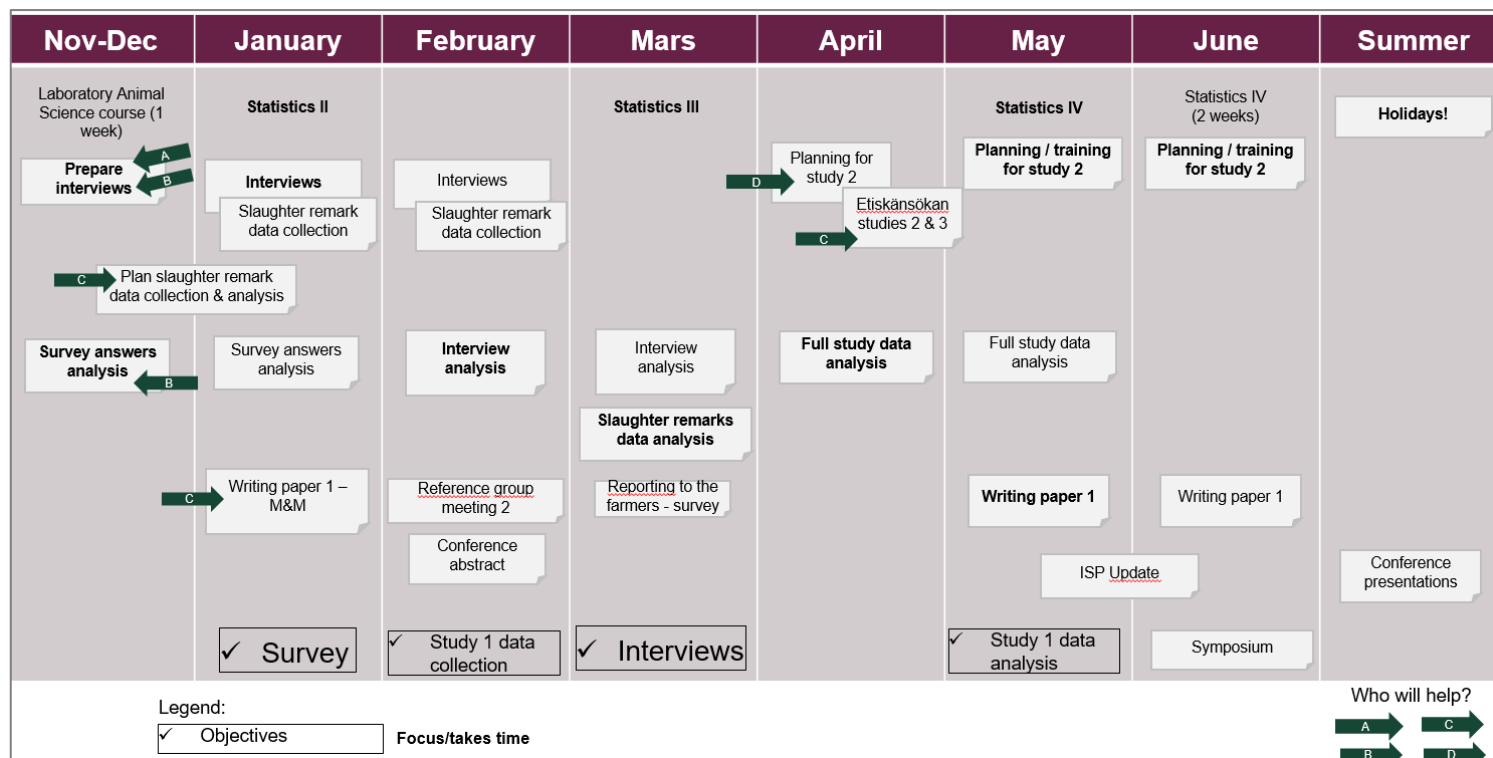 Nov-Dec
January
February
Mars
April
May
June
Summer
Laboratory Animal
Science course (1
week)
Statistics II
Statistics III
Statistics IV
Statistics IV
(2 weeks)
Holidays!
A
B
Prepare
interviews
Interviews
Slaughter remark
data collection
Interviews
Slaughter remark
data collection
D
Planning for
study 2
Etiskänsökan
studies 2 & 3
C
Planning / training
for study 2
Planning / training
for study 2
C
Plan slaughter remark
data collection & analysis
Survey answers
analysis
B
Survey answers
analysis
Interview
analysis
Interview
analysis
Full study data
analysis
Full study data
analysis
Slaughter remarks
data analysis
C
Writing paper 1 –
M&M
Reference group
meeting 2
Reporting to the
farmers - survey
Writing paper 1
Writing paper 1
Conference
abstract
ISP Update
Conference
presentations
✓ Survey
✓ Study 1 data
collection
✓ Interviews
✓ Study 1 data
analysis
Symposium
Legend:
✓ Objectives
Focus/takes time
Who will help?
A
C
B
D